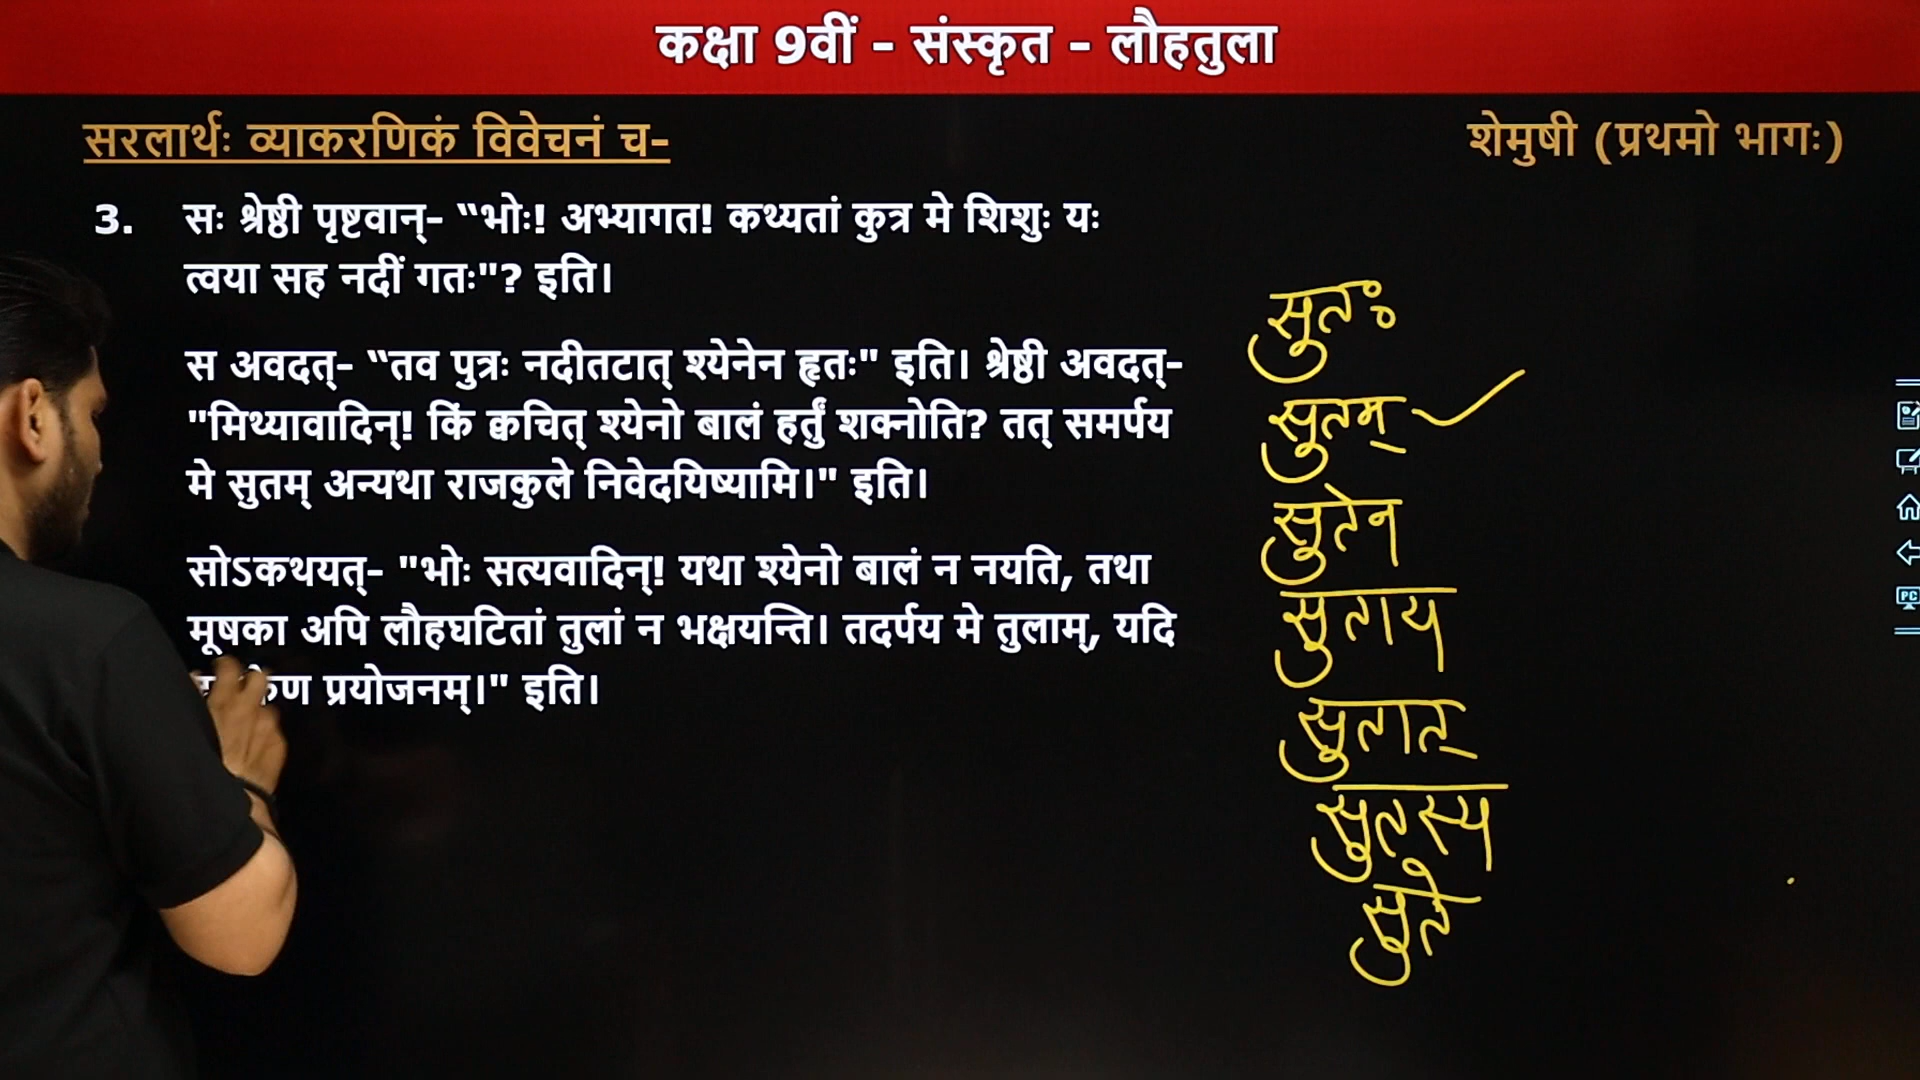 कक्षा 9वीं - संस्कृत - लौहतुला
सरलार्थः व्याकरणिकं विवेचनं च-
शेमुषी (प्रथमो भागः)
3. सः श्रेष्ठी पृष्टवान्- “भोः! अभ्यागत! कथ्यतां कुत्र मे शिशुः यः
त्वया सह नदीं गतः"? इति।
स अवदत्- “तव पुत्रः नदीतटात् श्येनेन हृतः" इति। श्रेष्ठी अवदत्-
"मिथ्यावादिन्! किं क्वचित् श्येनो बालं हर्तुं शक्नोति? तत् समर्पय
मे सुतम् अन्यथा राजकुले निवेदयिष्यामि।" इति।
सोऽकथयत्- "भोः सत्यवादिन्! यथा श्येनो बालं न नयति, तथा
मूषका अपि लौहघटितां तुलां न भक्षयन्ति। तदर्पय मे तुलाम्, यदि
प्रयोजनम्।" इति।
सुतः
सुतम्
सुतेन
सुताय
सुतात्
सुतस्य
सुते
PC